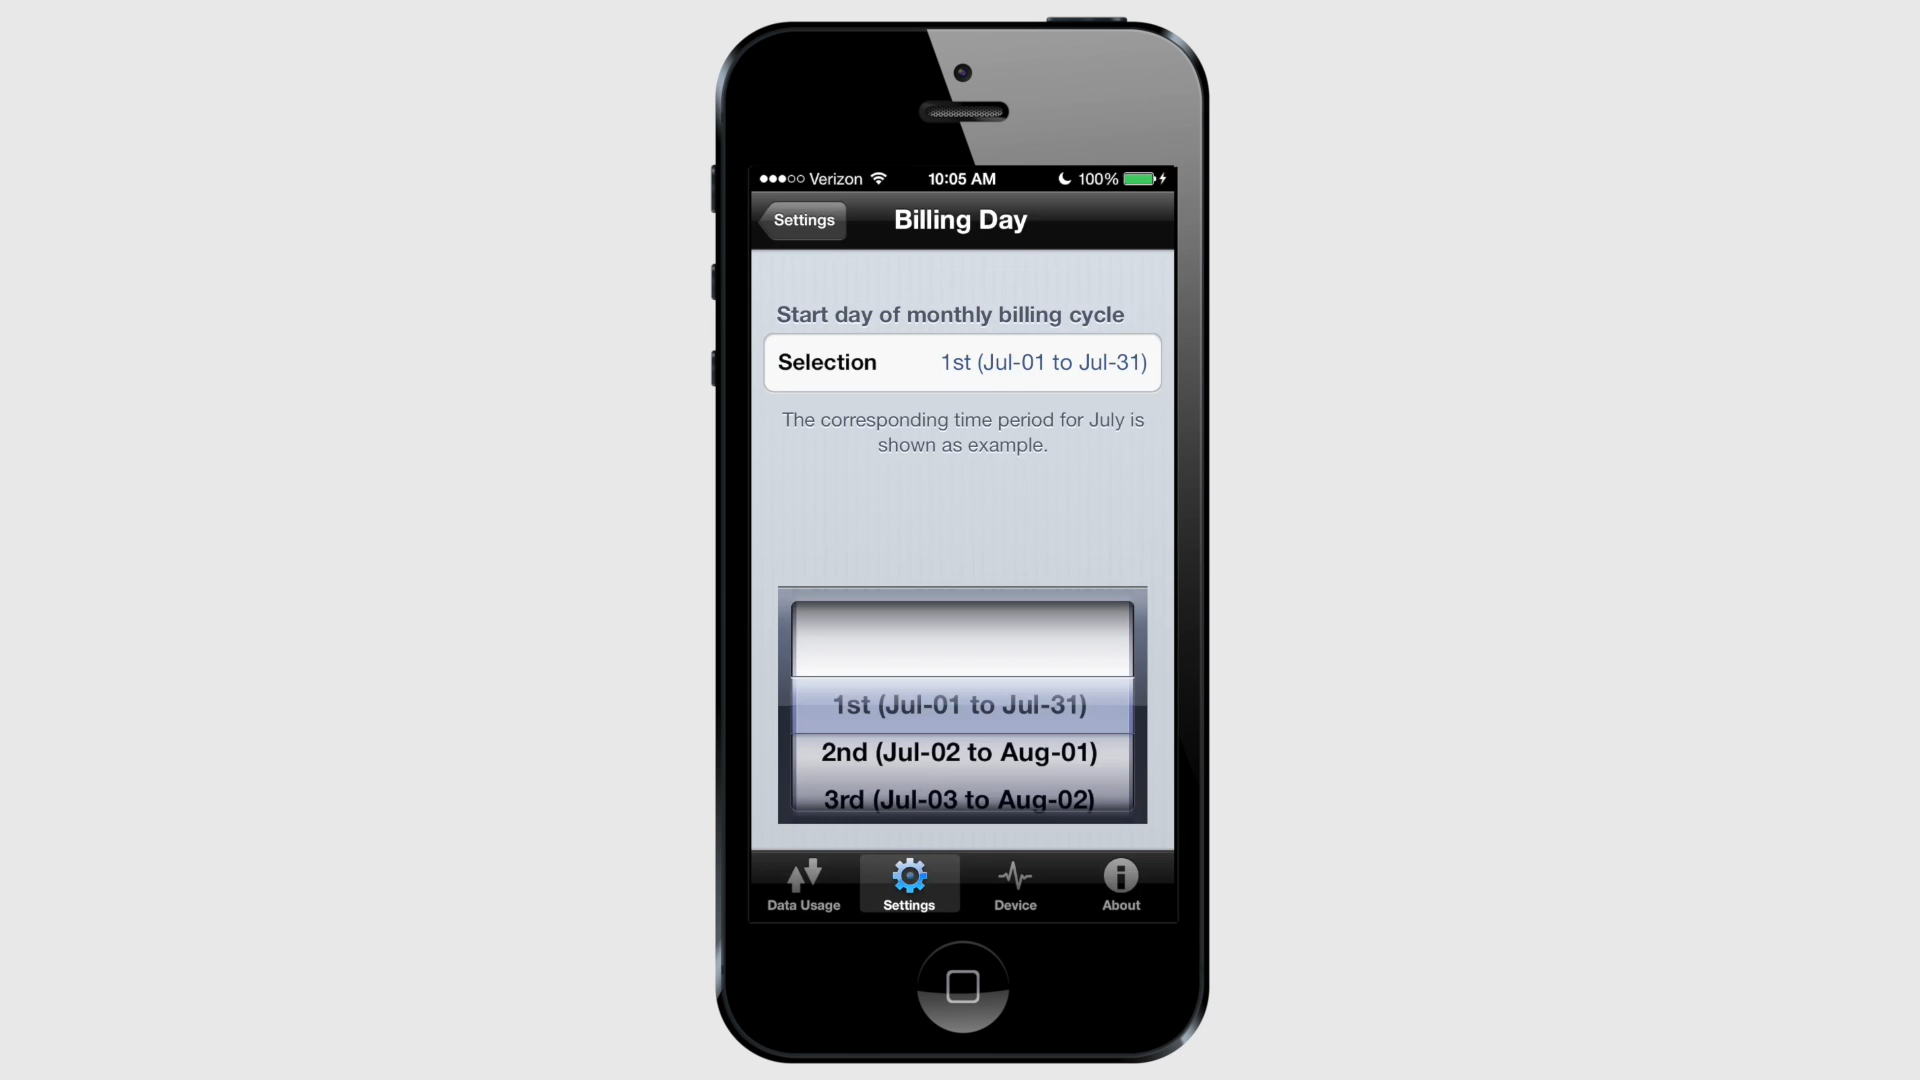 Verizon 10:05 AM 100%
Settings Billing Day
Start day of monthly billing cycle
Selection 1st (Jul-01 to Jul-31)
The corresponding time period for July is
shown as example.
1st (Jul-01 to Jul-31)
2nd (Jul-02 to Aug-01)
3rd (Jul-03 to Aug-02)
Data Usage Settings Device About